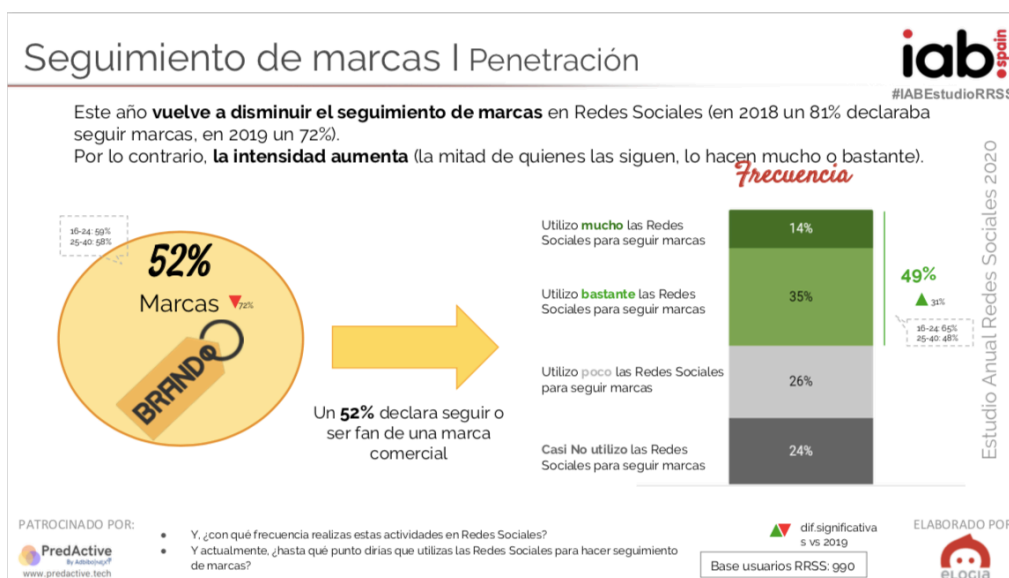 Seguimiento de marcas | Penetración
iab
spain
#IABEstudioRRSS
Este año vuelve a disminuir el seguimiento de marcas en Redes Sociales (en 2018 un 81% declaraba
seguir marcas, en 2019 un 72%).
Por lo contrario, la intensidad aumenta (la mitad de quienes las siguen, lo hacen mucho o bastante).
Frecuencia
16-24: 59%
25-40: 58%
52%
Marcas
72%
BRAND
Un 52% declara seguir o
ser fan de una marca
comercial
Utilizo mucho las Redes
Sociales para seguir marcas
14%
Utilizo bastante las Redes
Sociales para seguir marcas
35%
Utilizo poco las Redes Sociales
para seguir marcas
26%
Casi No utilizo las Redes
Sociales para seguir marcas
24%
49%
31%
16-24: 65%
25-40: 48%
Estudio Anual Redes Sociales 2020
PATROCINADO POR:
PredActive
By Adbibo(ne)xt
www.predactive.tech
• Y, ¿con qué frecuencia realizas estas actividades en Redes Sociales?
• Y actualmente, ¿hasta qué punto dirías que utilizas las Redes Sociales para hacer seguimiento
de marcas?
dif.significativa
s vs 2019
Base usuarios RRSS: 990
ELABORADO POR
eLOGIA